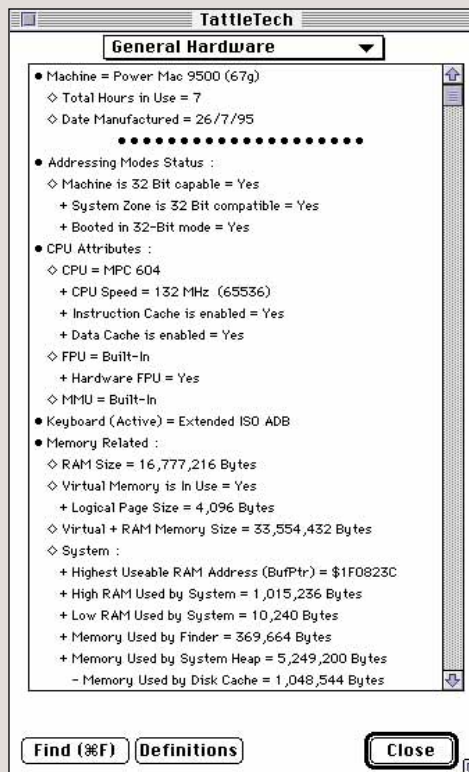 TattleTech
General Hardware
● Machine = Power Mac 9500 (67g)
◇ Total Hours in Use = 7
◇ Date Manufactured = 26/7/95
● ● ● ● ● ● ● ● ● ● ● ● ● ● ● ● ● ● ● ●
● Addressing Modes Status :
◇ Machine is 32 Bit capable = Yes
+ System Zone is 32 Bit compatible = Yes
+ Booted in 32-Bit mode = Yes
● CPU Attributes :
◇ CPU = MPC 604
+ CPU Speed = 132 MHz (65536)
+ Instruction Cache is enabled = Yes
+ Data Cache is enabled = Yes
◇ FPU = Built-In
+ Hardware FPU = Yes
◇ MMU = Built-In
● Keyboard (Active) = Extended ISO ADB
● Memory Related :
◇ RAM Size = 16,777,216 Bytes
◇ Virtual Memory is In Use = Yes
+ Logical Page Size = 4,096 Bytes
◇ Virtual + RAM Memory Size = 33,554,432 Bytes
◇ System :
+ Highest Useable RAM Address (BufPtr) = $1F0823C
+ High RAM Used by System = 1,015,236 Bytes
+ Low RAM Used by System = 10,240 Bytes
+ Memory Used by Finder = 369,664 Bytes
+ Memory Used by System Heap = 5,249,200 Bytes
- Memory Used by Disk Cache = 1,048,544 Bytes
Find (⌘F) Definitions Close